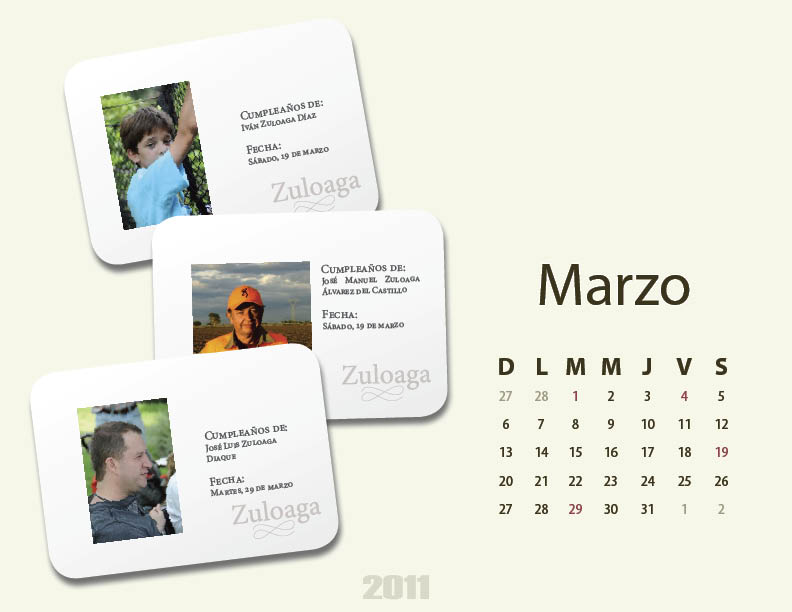 Cumpleaños de:
Iván Zuloaga Díaz
Fecha:
Sábado, 19 de marzo
Zuloaga
Cumpleaños de:
José Manuel Zuloaga
Álvarez del Castillo
Fecha:
Sábado, 19 de marzo
Zuloaga
Cumpleaños de:
José Luis Zuloaga
Diaque
Fecha:
Martes, 29 de marzo
Zuloaga
Marzo
D L M M J V S
27 28 1 2 3 4 5
6 7 8 9 10 11 12
13 14 15 16 17 18 19
20 21 22 23 24 25 26
27 28 29 30 31 1 2
2011